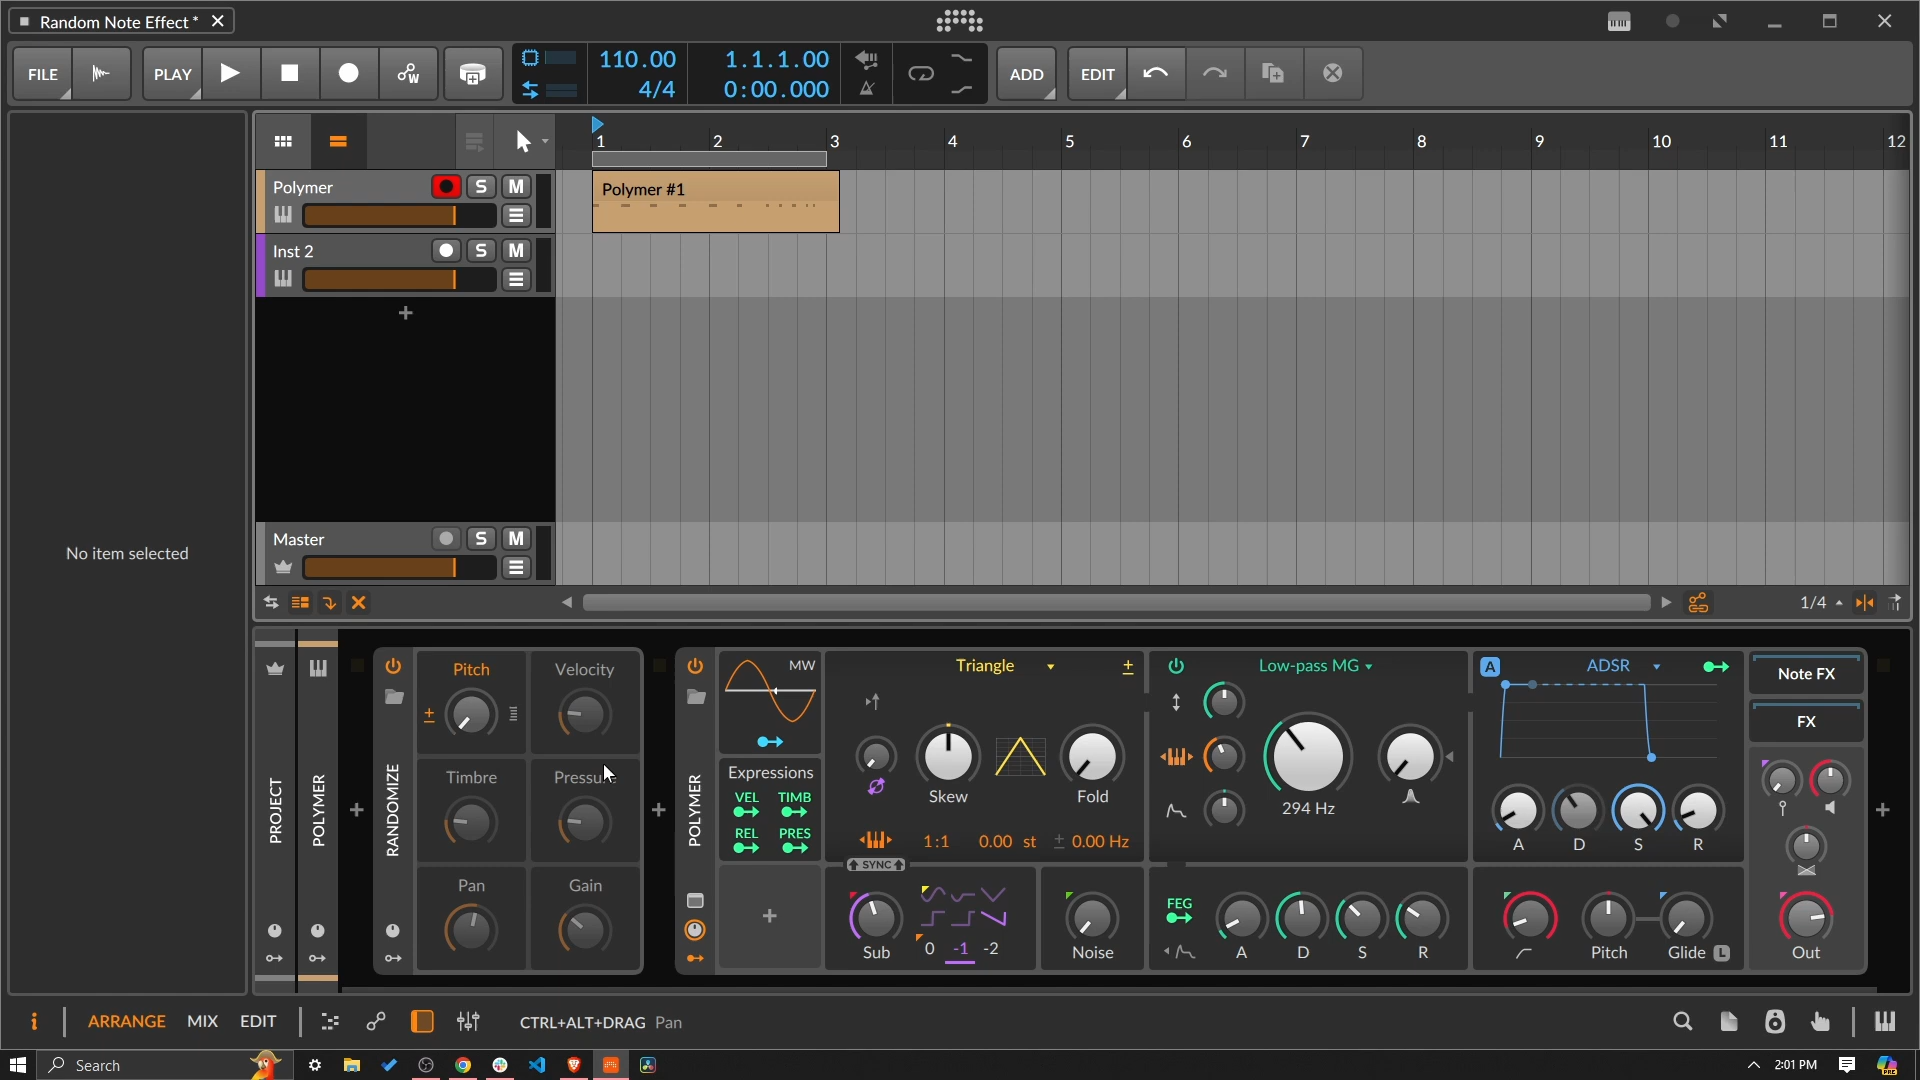 Random Note Effect *
FILE
PLAY
W
110.00
4/4
1.1.1.00
0:00.000
ADD
EDIT
1 2 3 4 5 6 7 8 9 10 11 12
Polymer S M
Polymer #1
Inst 2 S M
Master S M
1/4
No item selected
PROJECT
POLYMER
RANDOMIZE
Pitch
Velocity
Timbre
Pressure
Pan
Gain
POLYMER
MW
Expressions
VEL TIMB
REL PRES
Triangle
Skew
Fold
1:1 0.00 st ± 0.00 Hz
SYNC
Sub
0 -1 -2
Noise
Low-pass MG
294 Hz
FEG
A D S R
A
ADSR
A D S R
Pitch
Glide L
Note FX
FX
Out
i ARRANGE MIX EDIT
CTRL+ALT+DRAG Pan
Search
2:01 PM
PRE